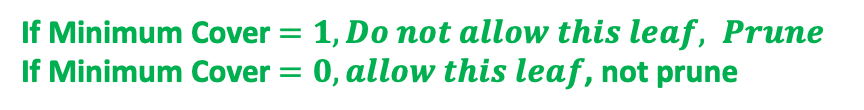 If Minimum Cover = 1, Do not allow this leaf, Prune
If Minimum Cover = 0, allow this leaf, not prune